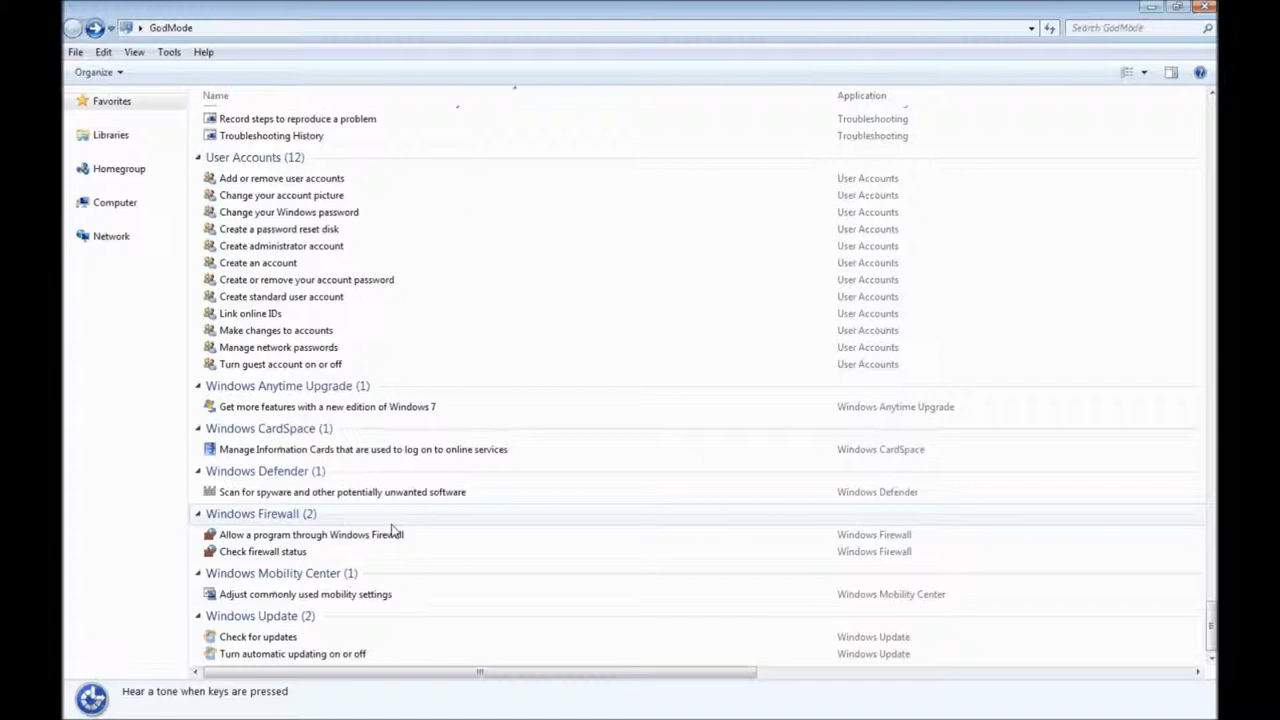 GodMode
Search GodMode
File Edit View Tools Help
Organize
Favorites
Libraries
Homegroup
Computer
Network
Name Application
Record steps to reproduce a problem Troubleshooting
Troubleshooting History Troubleshooting
User Accounts (12)
Add or remove user accounts User Accounts
Change your account picture User Accounts
Change your Windows password User Accounts
Create a password reset disk User Accounts
Create administrator account User Accounts
Create an account User Accounts
Create or remove your account password User Accounts
Create standard user account User Accounts
Link online IDs User Accounts
Make changes to accounts User Accounts
Manage network passwords User Accounts
Turn guest account on or off User Accounts
Windows Anytime Upgrade (1)
Get more features with a new edition of Windows 7 Windows Anytime Upgrade
Windows CardSpace (1)
Manage Information Cards that are used to log on to online services Windows CardSpace
Windows Defender (1)
Scan for spyware and other potentially unwanted software Windows Defender
Windows Firewall (2)
Allow a program through Windows Firewall Windows Firewall
Check firewall status Windows Firewall
Windows Mobility Center (1)
Adjust commonly used mobility settings Windows Mobility Center
Windows Update (2)
Check for updates Windows Update
Turn automatic updating on or off Windows Update
Hear a tone when keys are pressed